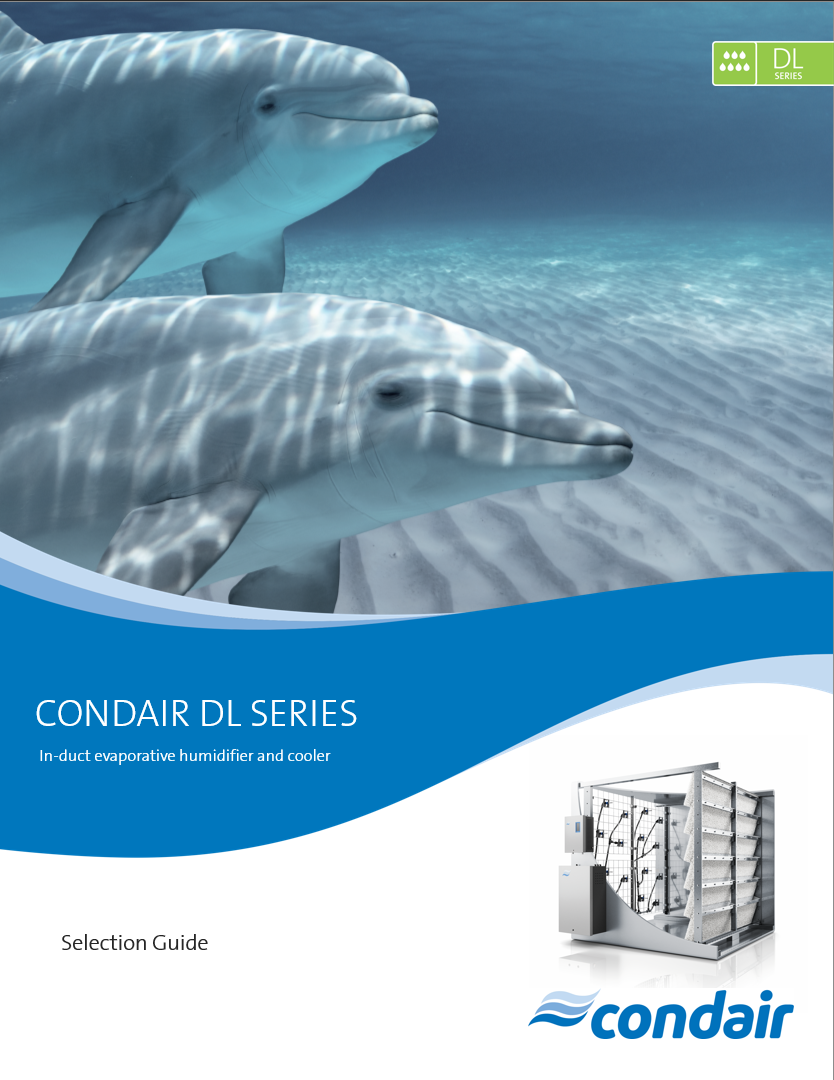 DL
SERIES
CONDAIR DL SERIES
In-duct evaporative humidifier and cooler
Selection Guide
condair